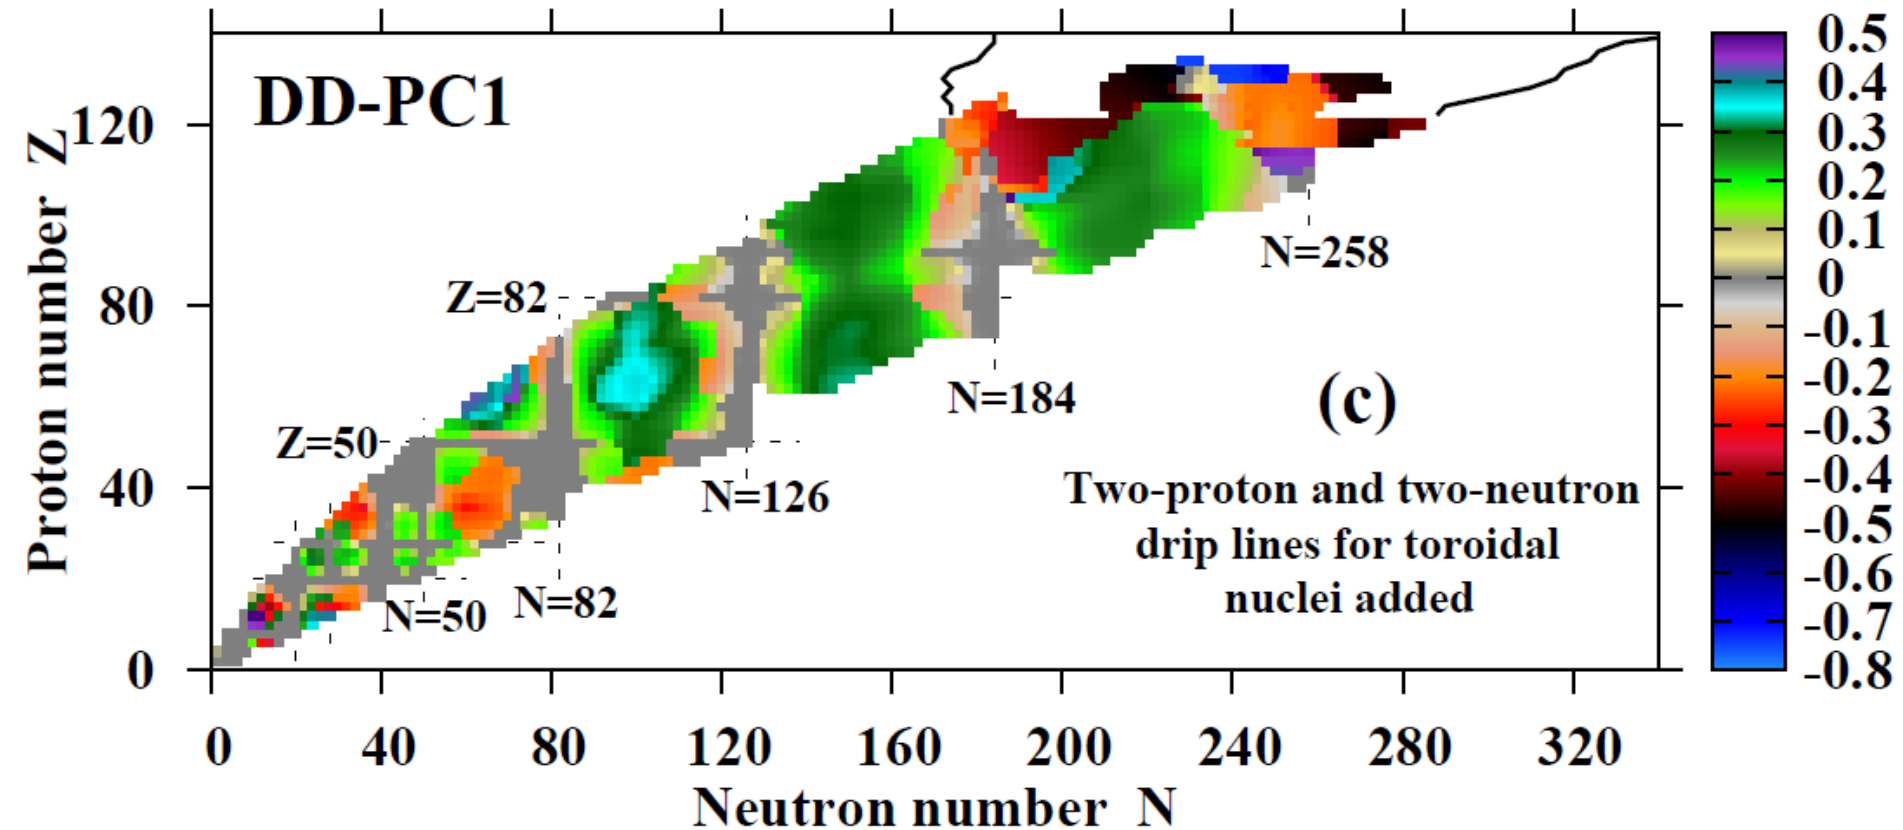 DD-PC1
Proton number Z
120
80
40
0
Z=82
Z=50
N=258
N=184
N=126
N=82
N=50
(c)
Two-proton and two-neutron
drip lines for toroidal
nuclei added
0 40 80 120 160 200 240 280 320
Neutron number N
0.5
0.4
0.3
0.2
0.1
0
-0.1
-0.2
-0.3
-0.4
-0.5
-0.6
-0.7
-0.8